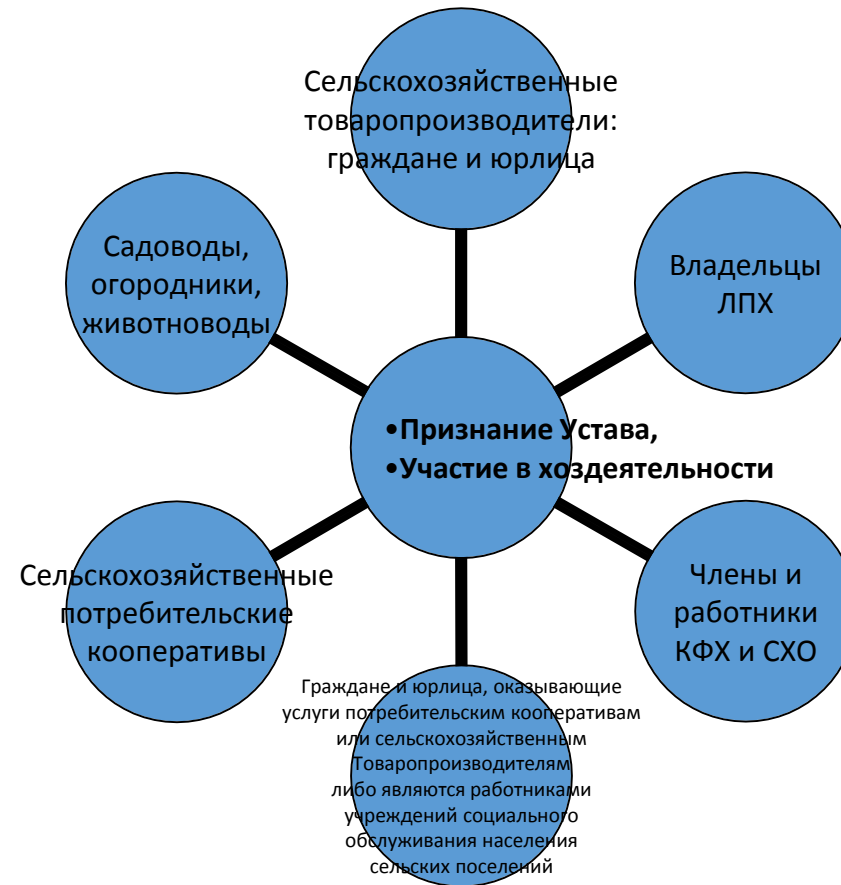 Сельскохозяйственные
товаропроизводители:
граждане и юрлица
Садоводы,
огородники,
животноводы
Владельцы
ЛПХ
•Признание Устава,
•Участие в хоздеятельности
Сельскохозяйственные
потребительские
кооперативы
Члены и
работники
КФХ и СХО
Граждане и юрлица, оказывающие
услуги потребительским кооперативам
или сельскохозяйственным
Товаропроизводителям
либо являются работниками
учреждений социального
обслуживания населения
сельских поселений